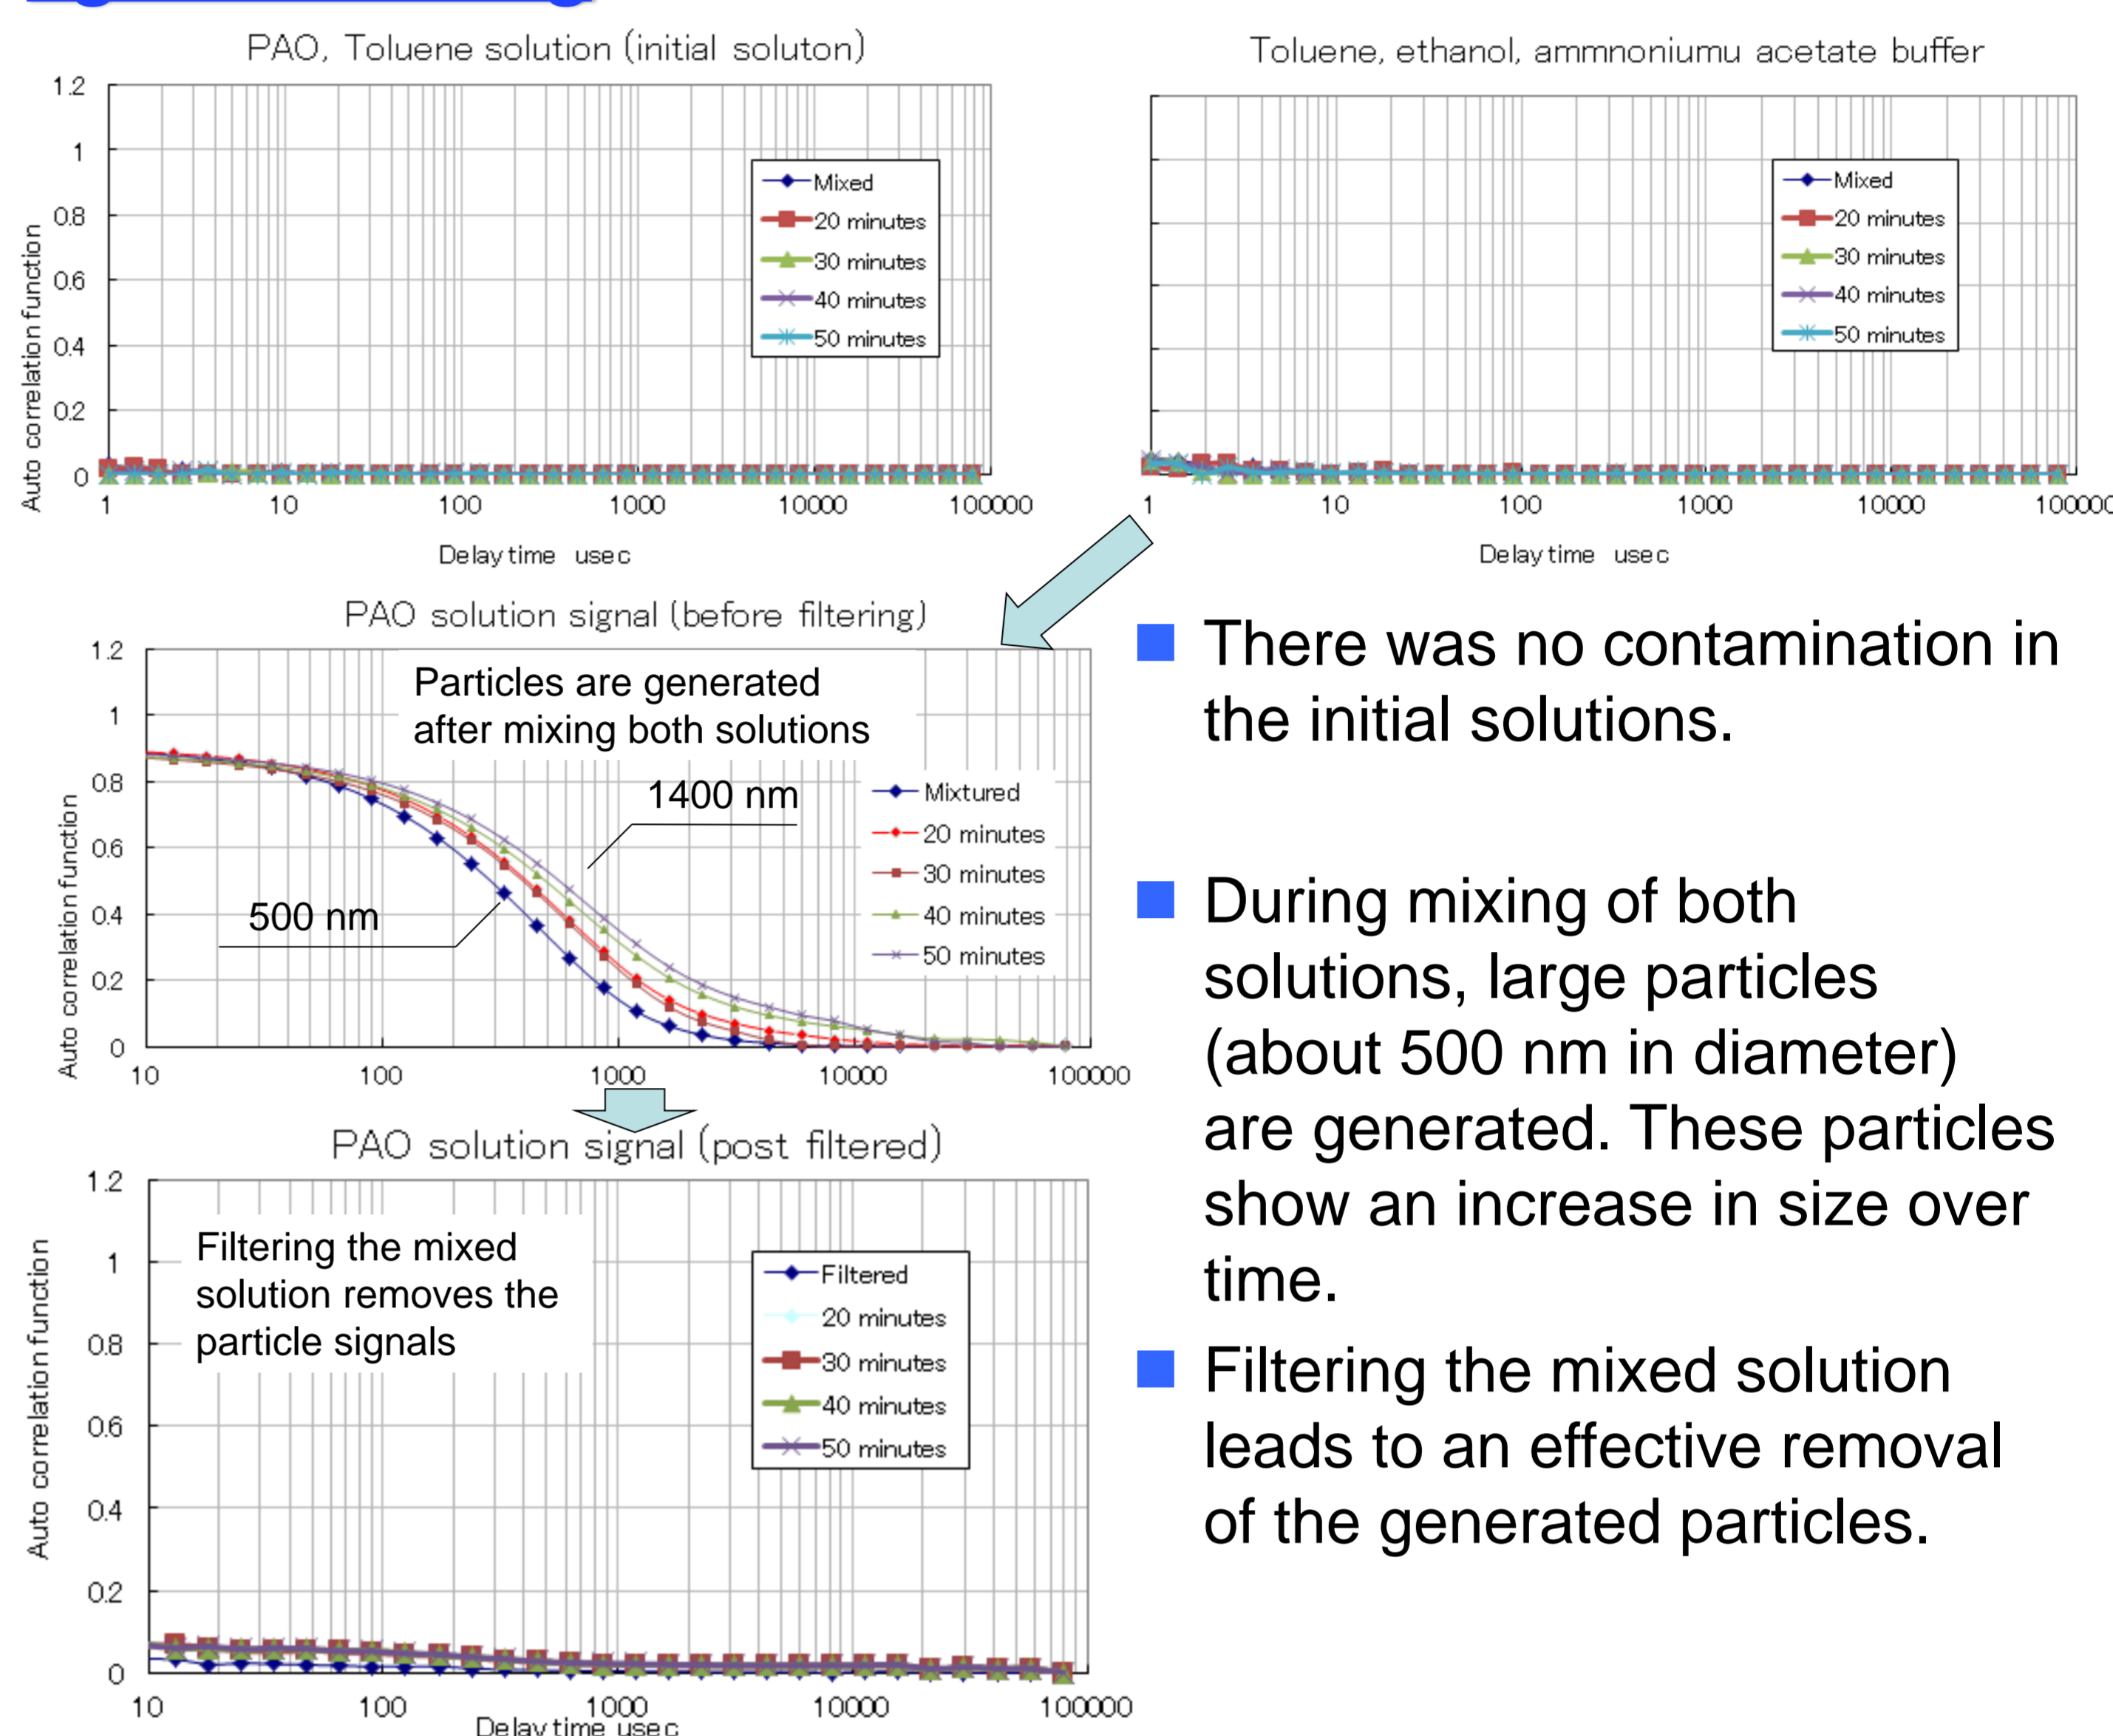 PAO, Toluene solution (initial soluton)
1.2
1
0.8
0.6
0.4
0.2
0
Auto correlation function
1
10
100
1000
10000
100000
Delay time usec
Mixed
20 minutes
30 minutes
40 minutes
50 minutes
Toluene, ethanol, ammnoniumu acetate buffer
1
10
100
1000
10000
100000
Delay time usec
Mixed
20 minutes
30 minutes
40 minutes
50 minutes
PAO solution signal (before filtering)
Particles are generated
after mixing both solutions
1.2
1
0.8
0.6
0.4
0.2
0
Auto correlation function
1400 nm
500 nm
Mixtured
20 minutes
30 minutes
40 minutes
50 minutes
10
100
1000
10000
100000
PAO solution signal (post filtered)
1.2
1
0.8
0.6
0.4
0.2
0
Auto correlation function
Filtering the mixed
solution removes the
particle signals
Filtered
20 minutes
30 minutes
40 minutes
50 minutes
10
100
1000
10000
100000
Delay time usec
There was no contamination in
the initial solutions.
During mixing of both
solutions, large particles
(about 500 nm in diameter)
are generated. These particles
show an increase in size over
time.
Filtering the mixed solution
leads to an effective removal
of the generated particles.